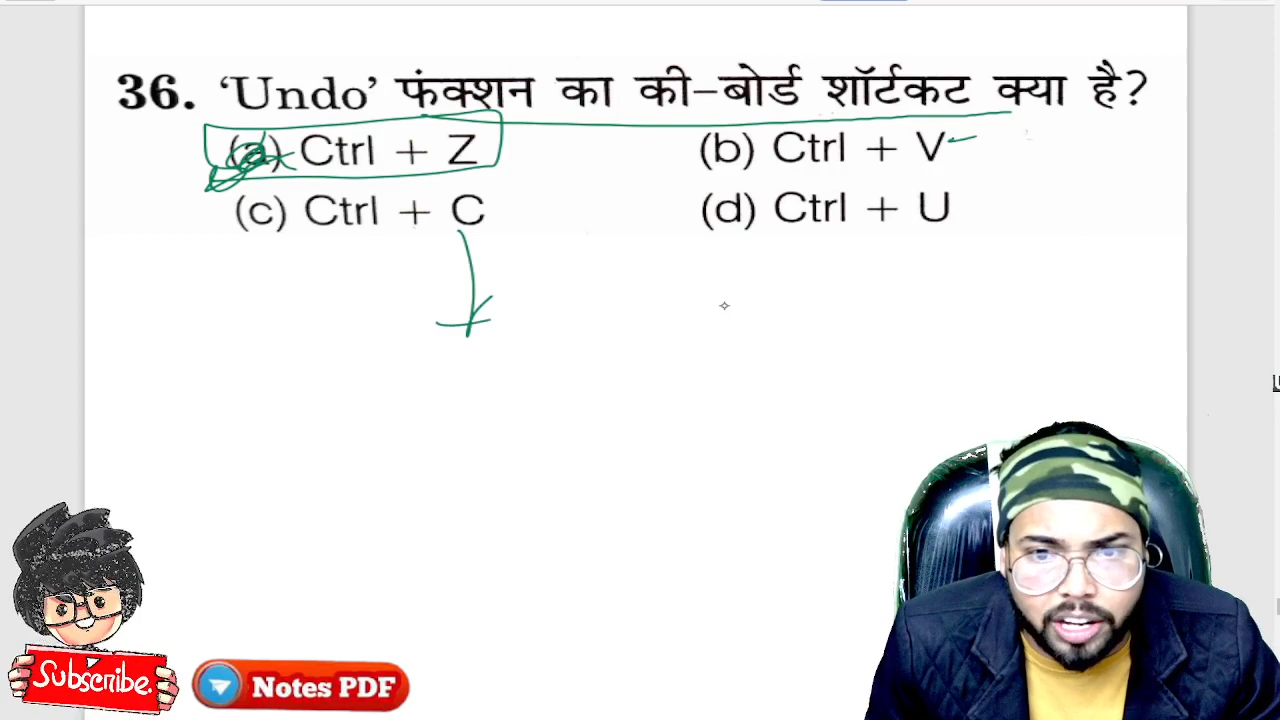 36. ‘Undo’ फंक्शन का की-बोर्ड शॉर्टकट क्या है?
(a) Ctrl + Z (b) Ctrl + V
(c) Ctrl + C (d) Ctrl + U
Subscribe.
Notes PDF